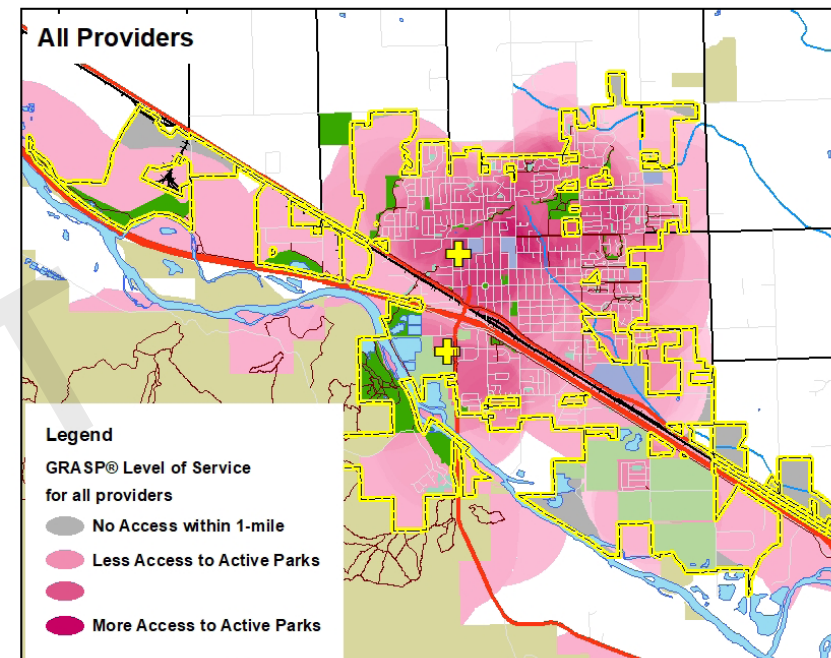 All Providers
Legend
GRASP® Level of Service
for all providers
No Access within 1-mile
Less Access to Active Parks
More Access to Active Parks